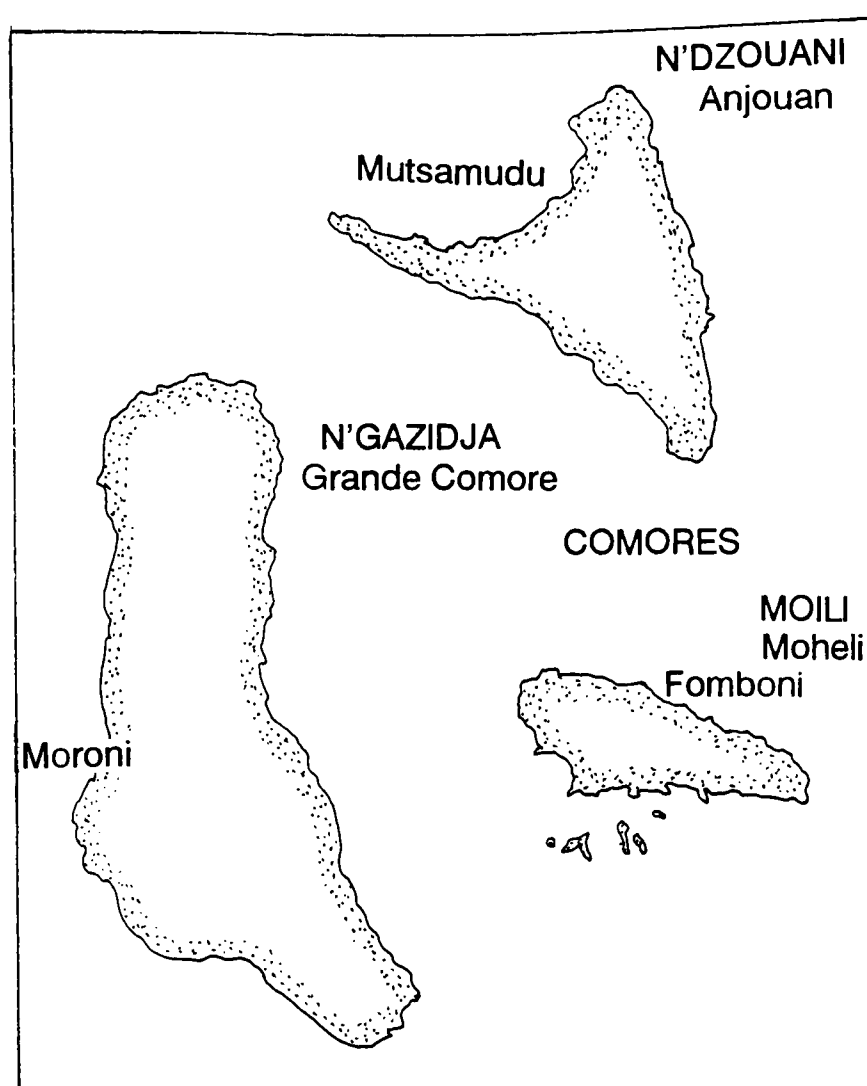 N'DZOUANI
Anjouan
Mutsamudu
N'GAZIDJA
Grande Comore
COMORES
MOILI
Moheli
Fomboni
Moroni